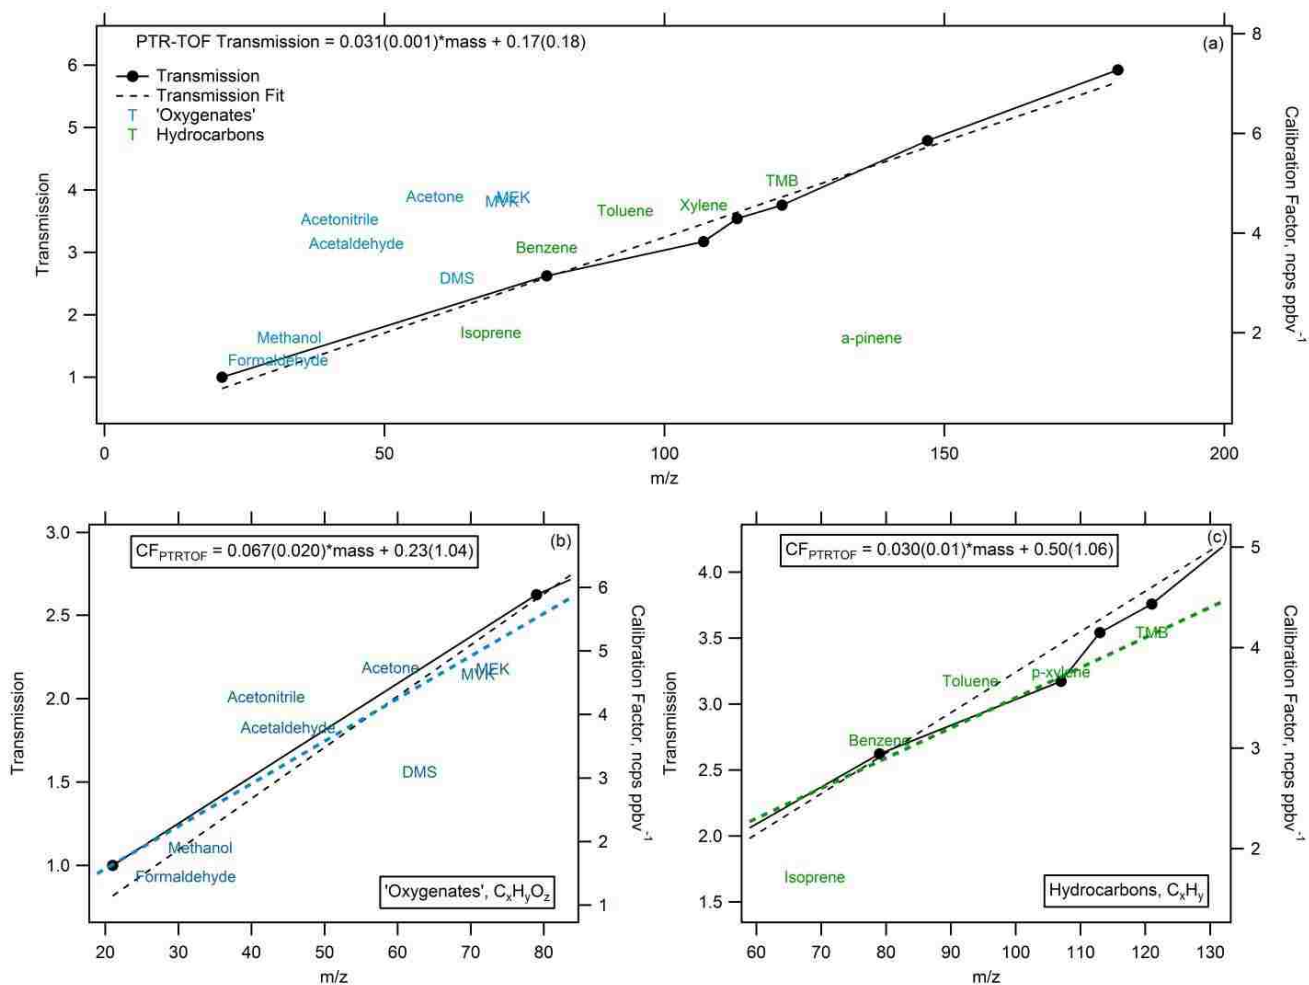 PTR-TOF Transmission = 0.031(0.001)*mass + 0.17(0.18)
(a)
Transmission
Transmission Fit
T 'Oxygenates'
T Hydrocarbons
Acetone
MEK
MVK
Acetonitrile
Acetaldehyde
DMS
Methanol
Formaldehyde
Toluene
Xylene
TMB
Benzene
Isoprene
a-pinene
6
5
4
3
2
1
Transmission
8
6
4
2
Calibration Factor, ncps ppbv-1
0 50 100 150 200
m/z
CFPTRTOF = 0.067(0.020)*mass + 0.23(1.04)
(b)
Acetone
MEK
MVK
Acetonitrile
Acetaldehyde
DMS
Methanol
Formaldehyde
'Oxygenates', CxHyOz
3.0
2.5
2.0
1.5
1.0
Transmission
6
5
4
3
2
1
Calibration Factor, ncps ppbv-1
20 30 40 50 60 70 80
m/z
CFPTRTOF = 0.030(0.01)*mass + 0.50(1.06)
(c)
TMB
p-xylene
Toluene
Benzene
Isoprene
Hydrocarbons, CxHy
4.0
3.5
3.0
2.5
2.0
1.5
Transmission
5
4
3
2
Calibration Factor, ncps ppbv-1
60 70 80 90 100 110 120 130
m/z